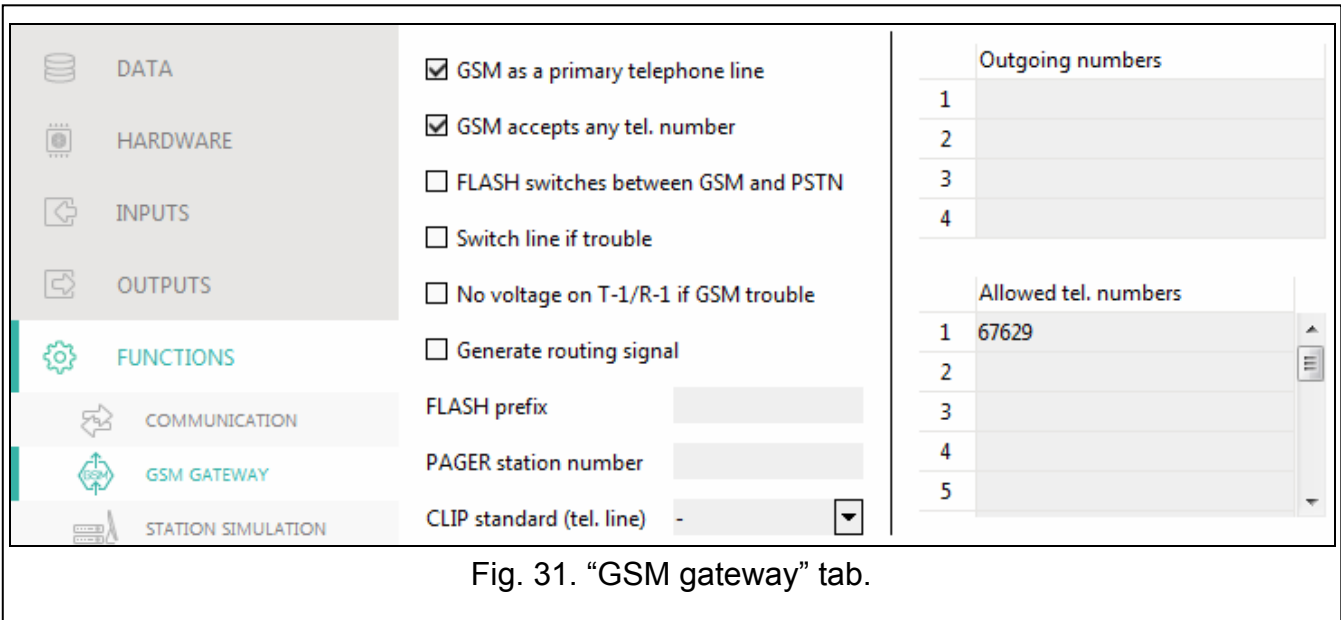 DATA
HARDWARE
INPUTS
OUTPUTS
FUNCTIONS
COMMUNICATION
GSM GATEWAY
STATION SIMULATION
GSM as a primary telephone line
GSM accepts any tel. number
FLASH switches between GSM and PSTN
Switch line if trouble
No voltage on T-1/R-1 if GSM trouble
Generate routing signal
FLASH prefix
PAGER station number
CLIP standard (tel. line) -
Outgoing numbers
1
2
3
4
Allowed tel. numbers
1 67629
2
3
4
5
Fig. 31. “GSM gateway” tab.